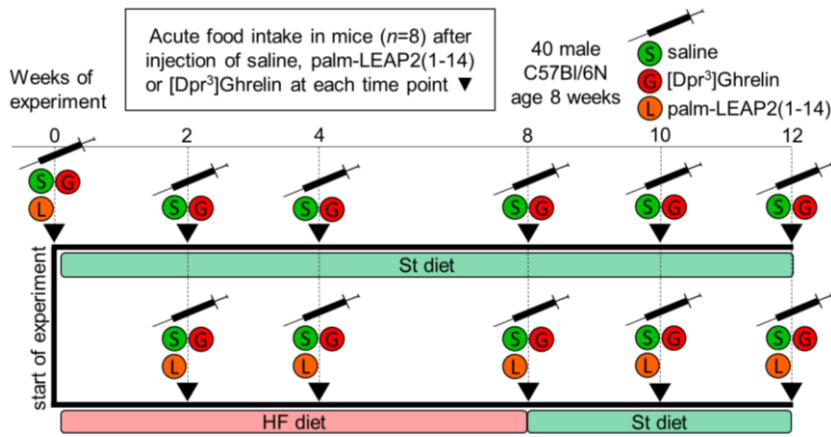 Acute food intake in mice (n=8) after
injection of saline, palm-LEAP2(1-14)
or [Dpr³]Ghrelin at each time point ▼
40 male
C57Bl/6N
age 8 weeks
S saline
G [Dpr³]Ghrelin
L palm-LEAP2(1-14)
Weeks of
experiment
0 2 4 8 10 12
S G S G S G S G S G S G
L
start of experiment
St diet
S G S G S G S G S G
L L L L L
HF diet St diet